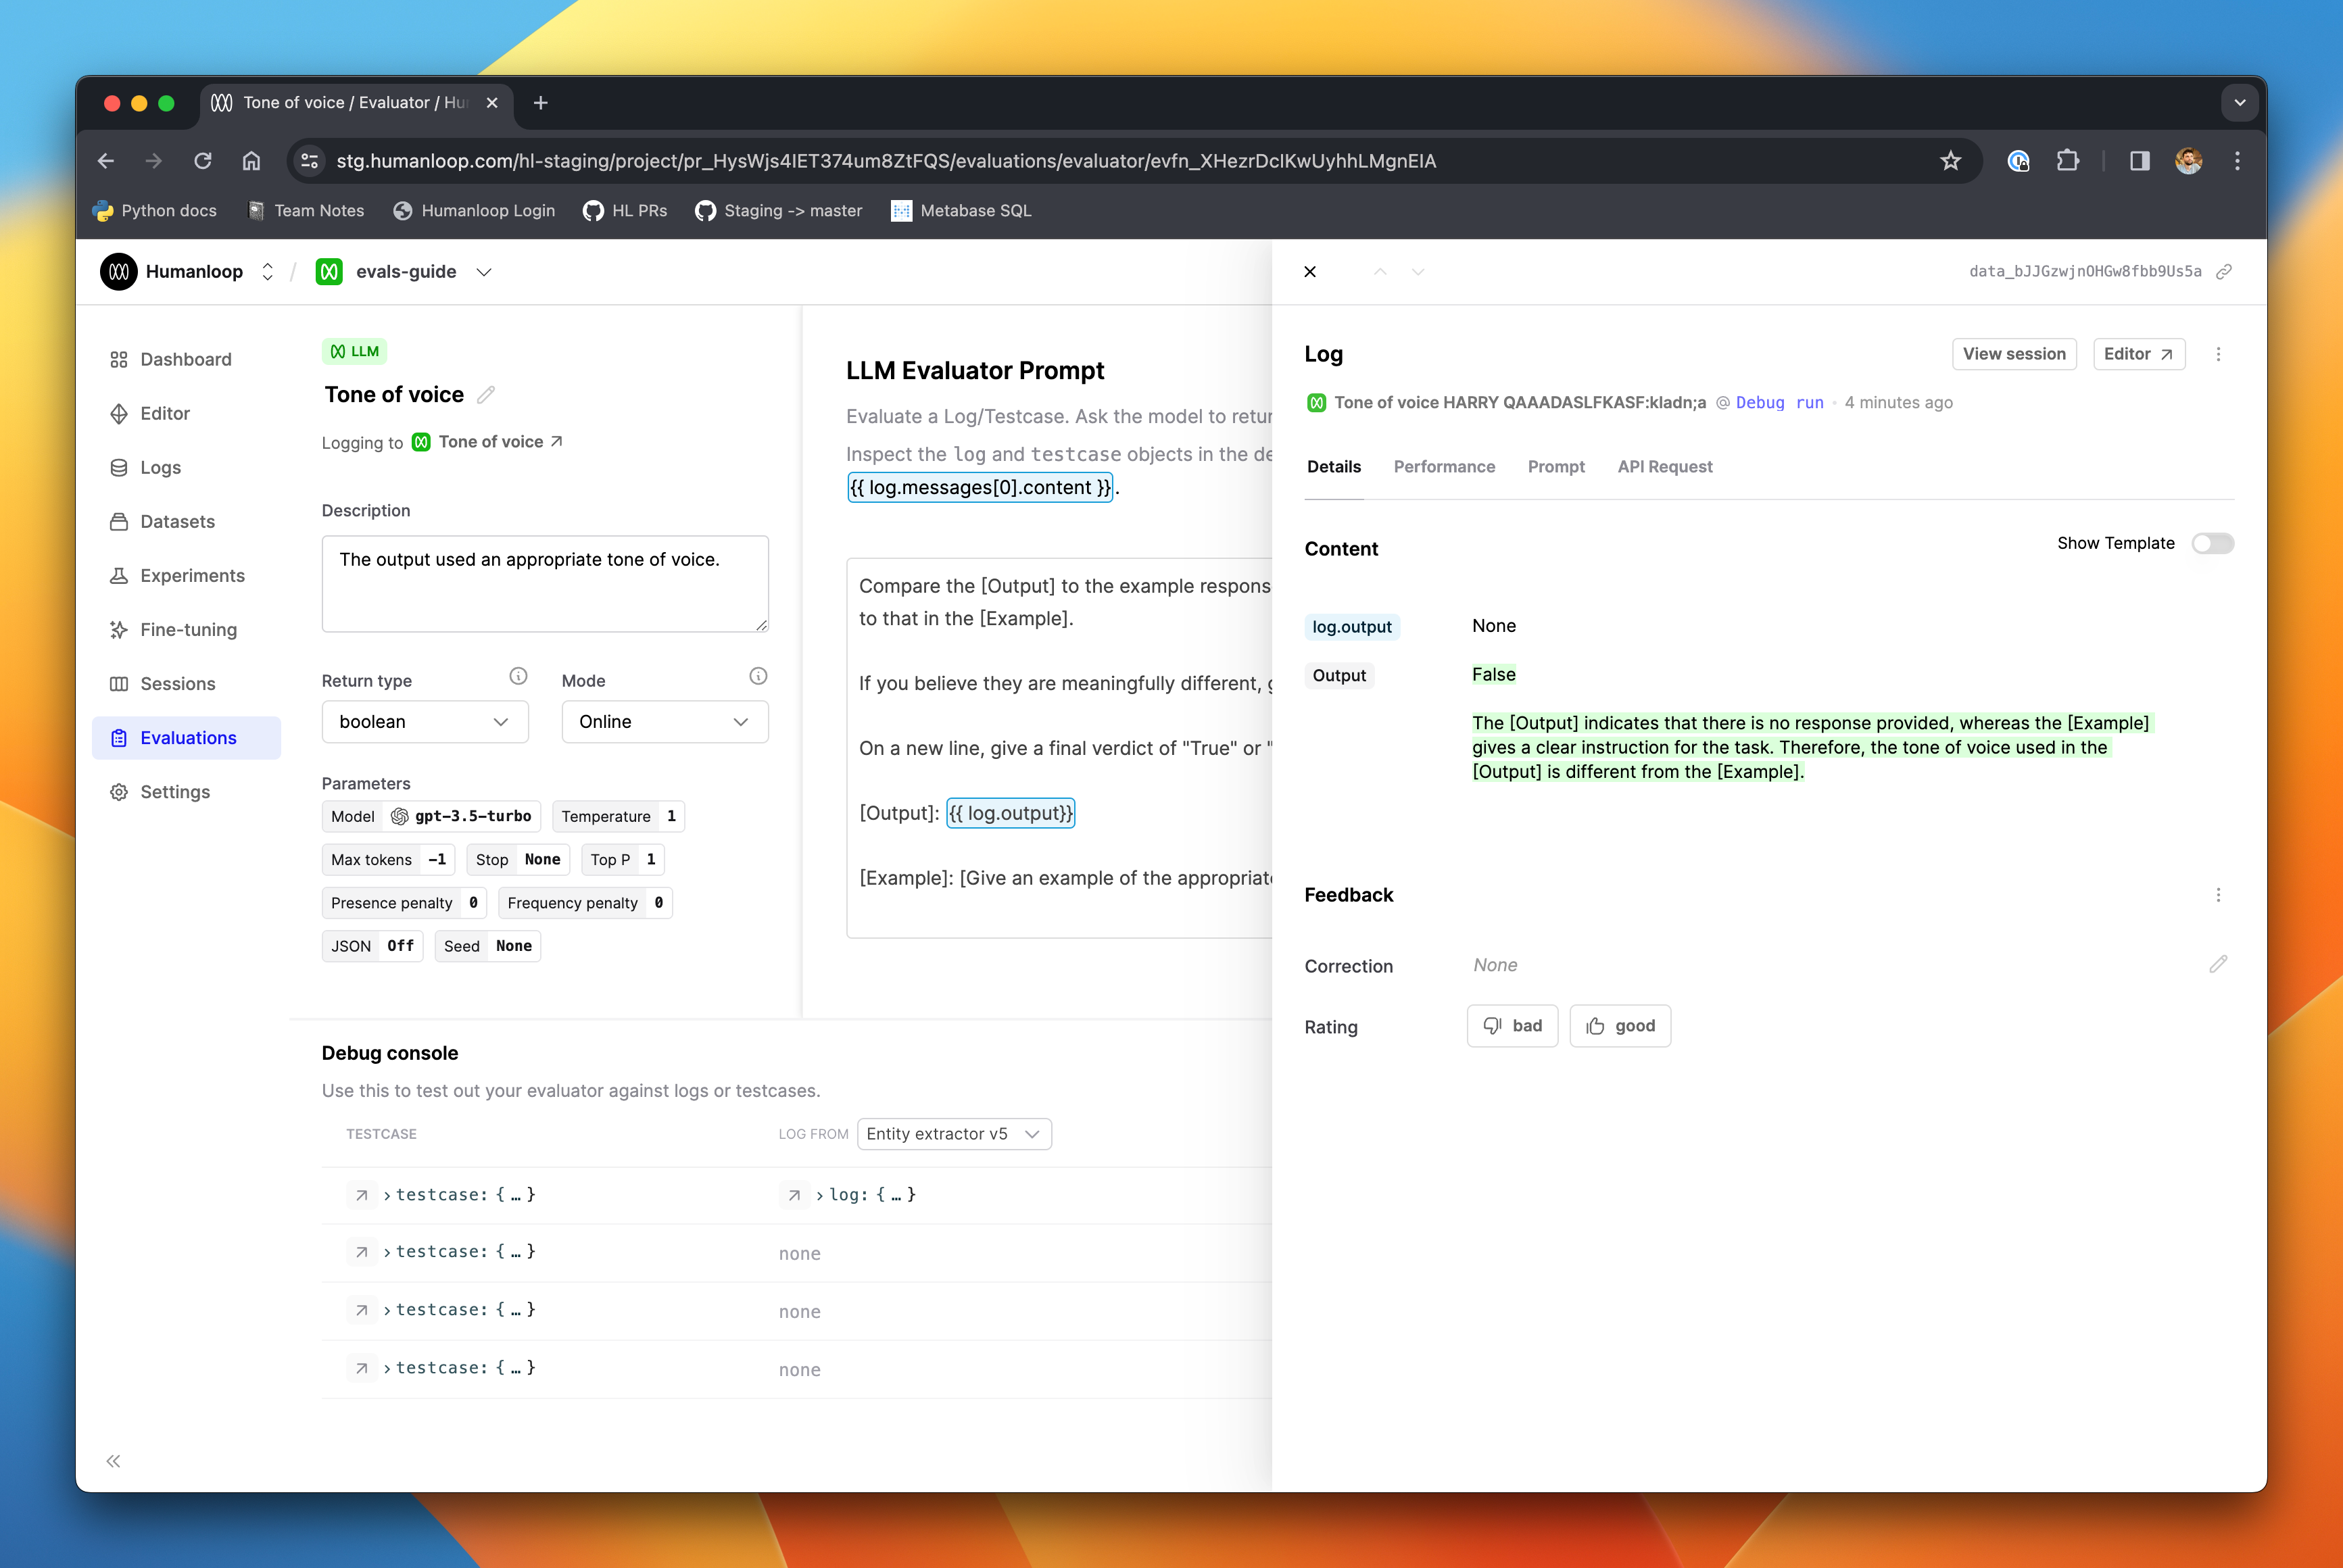 Tone of voice / Evaluator / Hu
stg.humanloop.com/hl-staging/project/pr_HysWjs4IET374um8ZtFQS/evaluations/evaluator/evfn_XHezrDclKwUyhhLMgnEIA
Python docs
Team Notes
Humanloop Login
HL PRs
Staging -> master
Metabase SQL
Humanloop / evals-guide
Dashboard
Editor
Logs
Datasets
Experiments
Fine-tuning
Sessions
Evaluations
Settings
LLM
Tone of voice
Logging to Tone of voice
Description
The output used an appropriate tone of voice.
Return type
boolean
Mode
Online
Parameters
Model gpt-3.5-turbo Temperature 1
Max tokens -1 Stop None Top P 1
Presence penalty 0 Frequency penalty 0
JSON Off Seed None
LLM Evaluator Prompt
Evaluate a Log/Testcase. Ask the model to retur
Inspect the log and testcase objects in the de
{{ log.messages[0].content }}.
Compare the [Output] to the example respons
to that in the [Example].
If you believe they are meaningfully different, g
On a new line, give a final verdict of "True" or "
[Output]: {{ log.output}}
[Example]: [Give an example of the appropriate
Debug console
Use this to test out your evaluator against logs or testcases.
TESTCASE LOG FROM Entity extractor v5
testcase: { … } log: { … }
testcase: { … } none
testcase: { … } none
testcase: { … } none
data_bJJGzwjnOHGw8fbb9Us5a
Log
View session
Editor
Tone of voice HARRY QAAADASLFKASF:kladn;a @ Debug run • 4 minutes ago
Details
Performance
Prompt
API Request
Content
Show Template
log.output None
Output False
The [Output] indicates that there is no response provided, whereas the [Example]
gives a clear instruction for the task. Therefore, the tone of voice used in the
[Output] is different from the [Example].
Feedback
Correction None
Rating bad good